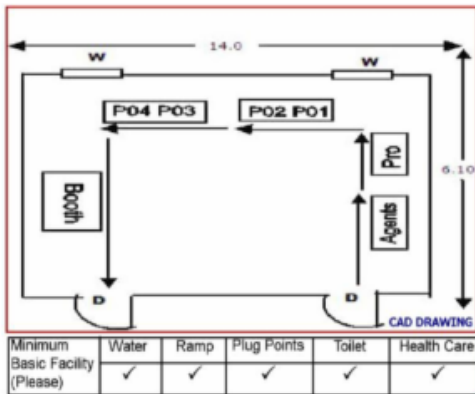 14.0
W W
P04 P03 P02 P01
Pro
6.10
Booth
Agents
D D
CAD DRAWING
Minimum Basic Facility (Please) Water Ramp Plug Points Toilet Health Care
✓ ✓ ✓ ✓ ✓